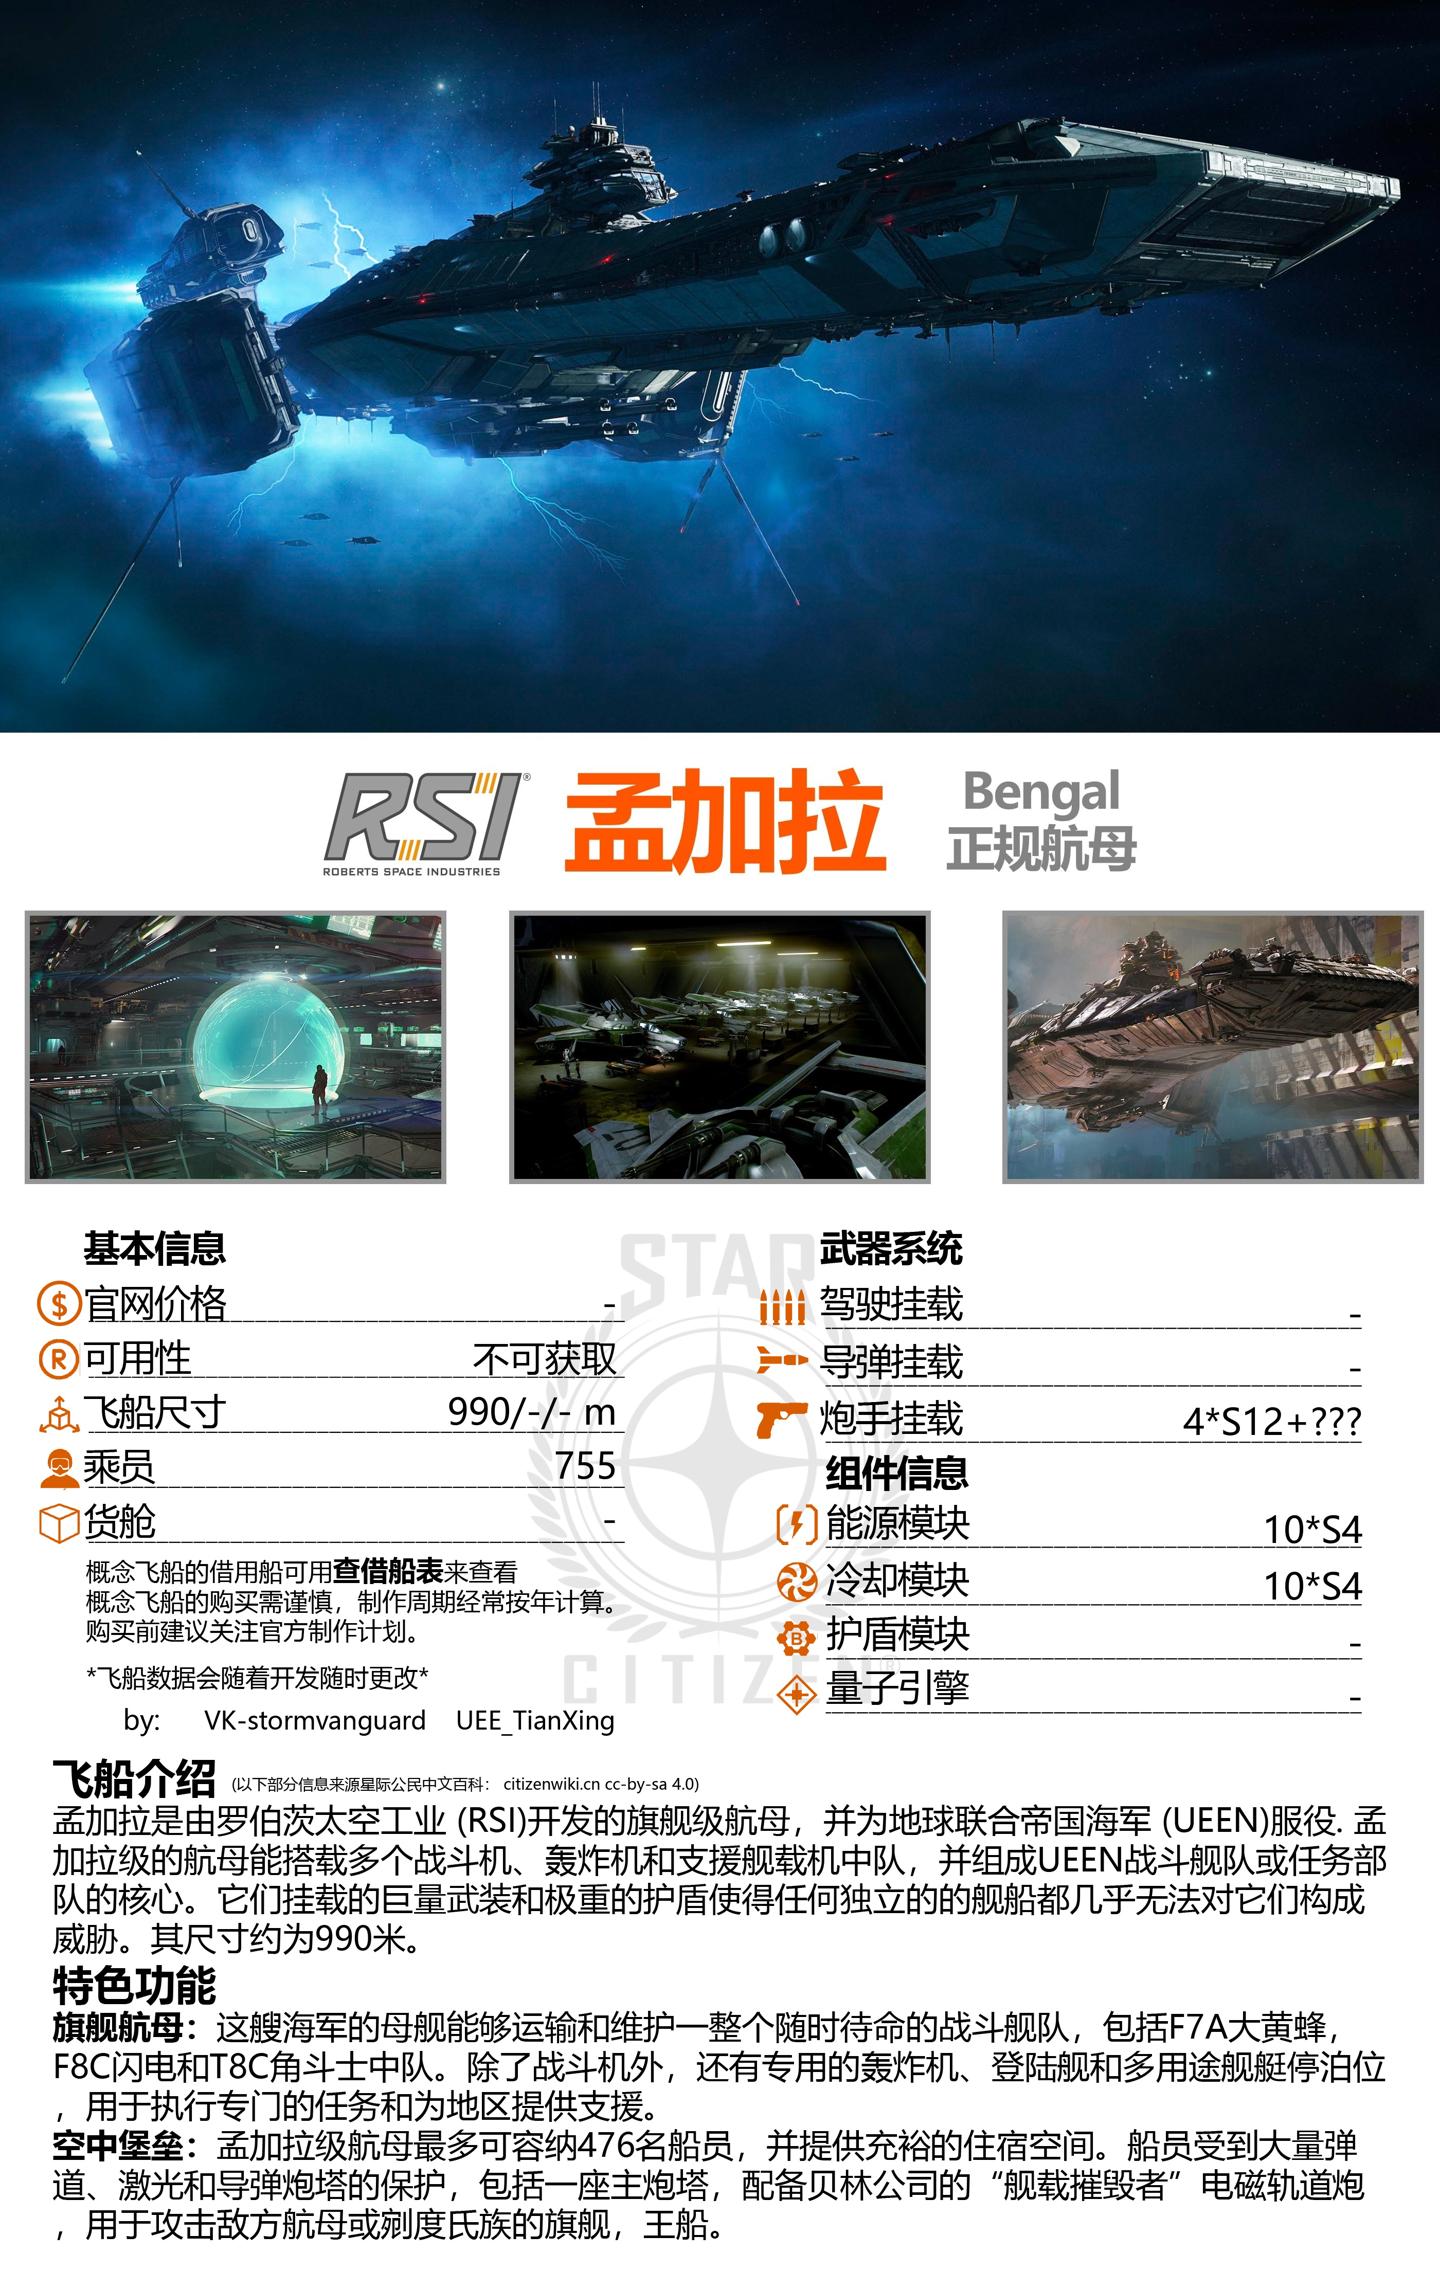 RSI®
ROBERTS SPACE INDUSTRIES
孟加拉
Bengal
正规航母
STAR
CITIZEN®
基本信息
官网价格 -
可用性 不可获取
飞船尺寸 990/-/- m
乘员 755
货舱 -
概念飞船的借用船可用查借船表来查看
概念飞船的购买需谨慎，制作周期经常按年计算。
购买前建议关注官方制作计划。
*飞船数据会随着开发随时更改*
by: VK-stormvanguard UEE_TianXing
武器系统
驾驶挂载 -
导弹挂载 -
炮手挂载 4*S12+???
组件信息
能源模块 10*S4
冷却模块 10*S4
护盾模块 -
量子引擎 -
飞船介绍 (以下部分信息来源星际公民中文百科： citizenwiki.cn cc-by-sa 4.0)
孟加拉是由罗伯茨太空工业 (RSI)开发的旗舰级航母，并为地球联合帝国海军 (UEEN)服役. 孟
加拉级的航母能搭载多个战斗机、轰炸机和支援舰载机中队，并组成UEEN战斗舰队或任务部
队的核心。它们挂载的巨量武装和极重的护盾使得任何独立的的舰船都几乎无法对它们构成
威胁。其尺寸约为990米。
特色功能
旗舰航母：这艘海军的母舰能够运输和维护一整个随时待命的战斗舰队，包括F7A大黄蜂，
F8C闪电和T8C角斗士中队。除了战斗机外，还有专用的轰炸机、登陆舰和多用途舰艇停泊位
，用于执行专门的任务和为地区提供支援。
空中堡垒：孟加拉级航母最多可容纳476名船员，并提供充裕的住宿空间。船员受到大量弹
道、激光和导弹炮塔的保护，包括一座主炮塔，配备贝林公司的“舰载摧毁者”电磁轨道炮
，用于攻击敌方航母或剜度氏族的旗舰，王船。